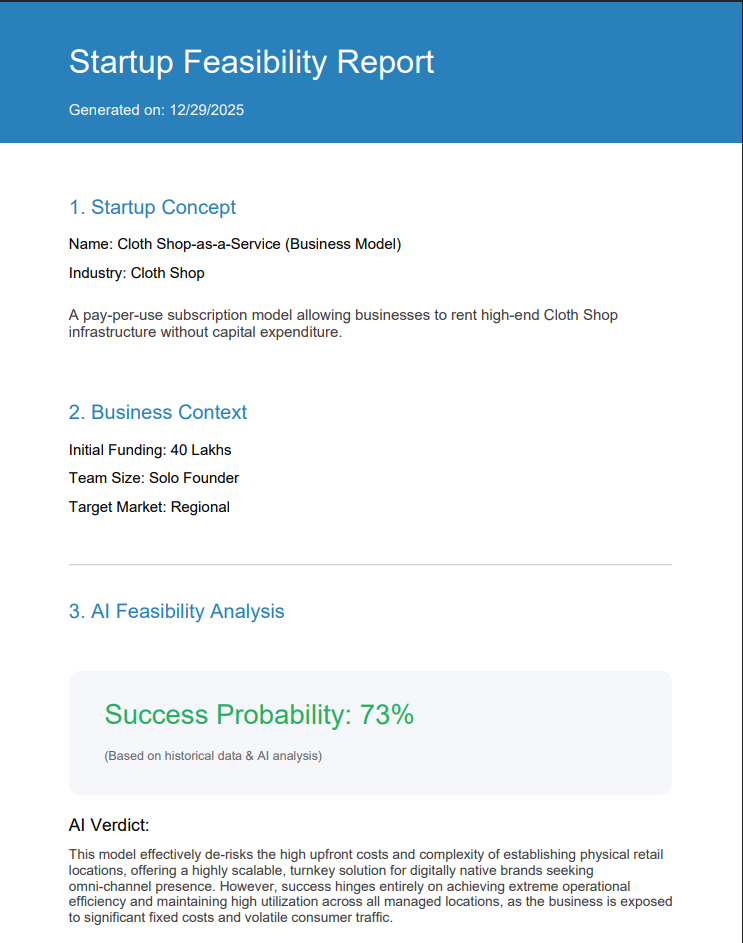 Startup Feasibility Report
Generated on: 12/29/2025
1. Startup Concept
Name: Cloth Shop-as-a-Service (Business Model)
Industry: Cloth Shop
A pay-per-use subscription model allowing businesses to rent high-end Cloth Shop
infrastructure without capital expenditure.
2. Business Context
Initial Funding: 40 Lakhs
Team Size: Solo Founder
Target Market: Regional
3. AI Feasibility Analysis
Success Probability: 73%
(Based on historical data & AI analysis)
AI Verdict:
This model effectively de-risks the high upfront costs and complexity of establishing physical retail
locations, offering a highly scalable, turnkey solution for digitally native brands seeking
omni-channel presence. However, success hinges entirely on achieving extreme operational
efficiency and maintaining high utilization across all managed locations, as the business is exposed
to significant fixed costs and volatile consumer traffic.